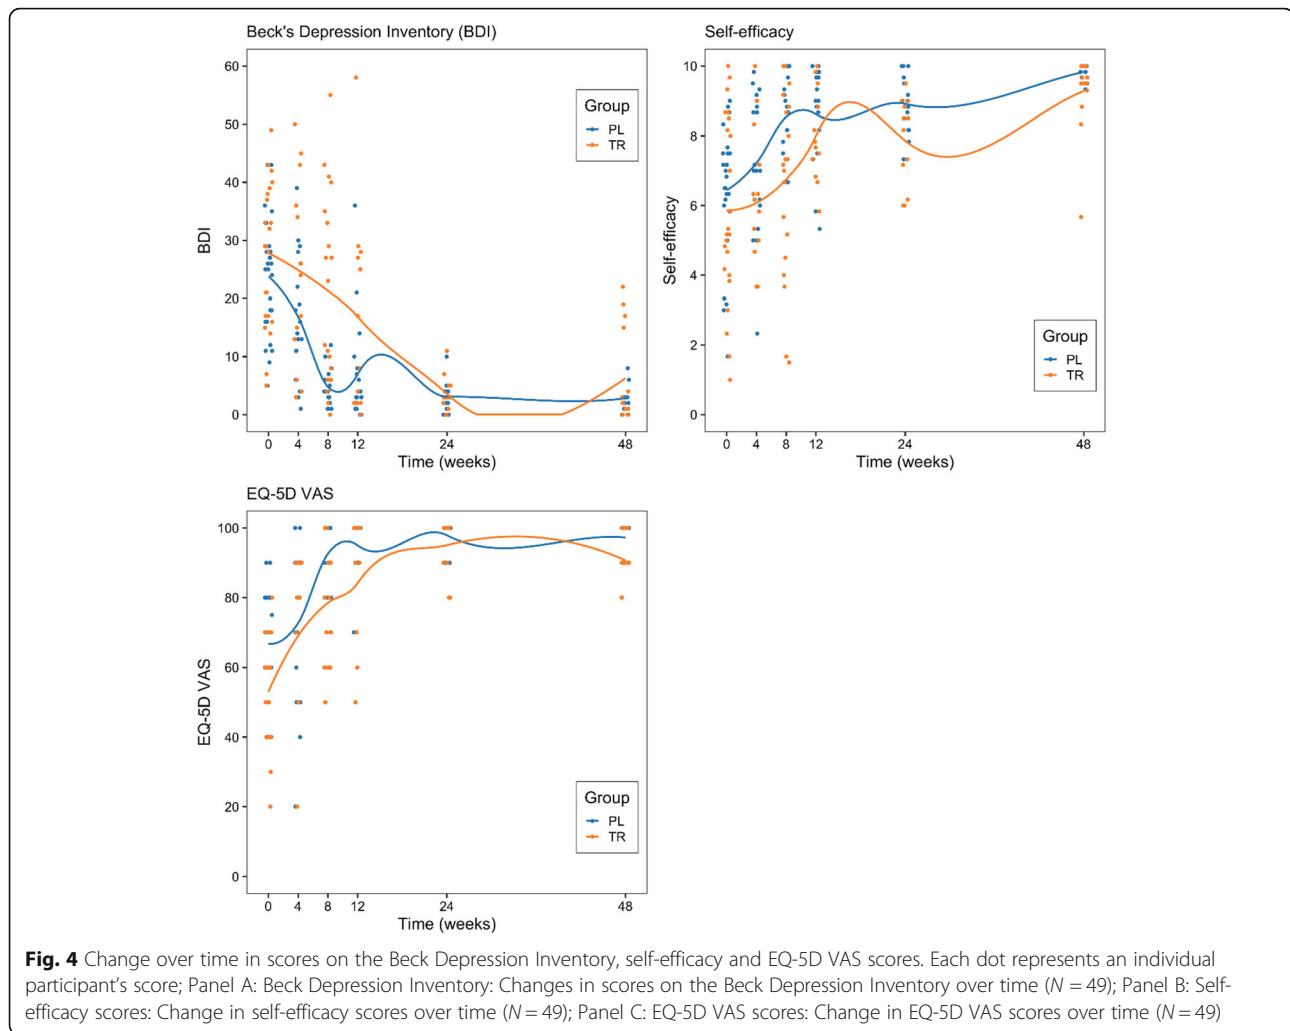 Beck's Depression Inventory (BDI)
60
50
40
30
20
10
0
BDI
Group
PL
TR
0 4 8 12 24 48
Time (weeks)
Self-efficacy
10
8
6
4
2
0
Self-efficacy
Group
PL
TR
0 4 8 12 24 48
Time (weeks)
EQ-5D VAS
100
80
60
40
20
0
EQ-5D VAS
Group
PL
TR
0 4 8 12 24 48
Time (weeks)
Fig. 4 Change over time in scores on the Beck Depression Inventory, self-efficacy and EQ-5D VAS scores. Each dot represents an individual
participant's score; Panel A: Beck Depression Inventory: Changes in scores on the Beck Depression Inventory over time (N = 49); Panel B: Self-
efficacy scores: Change in self-efficacy scores over time (N = 49); Panel C: EQ-5D VAS scores: Change in EQ-5D VAS scores over time (N = 49)